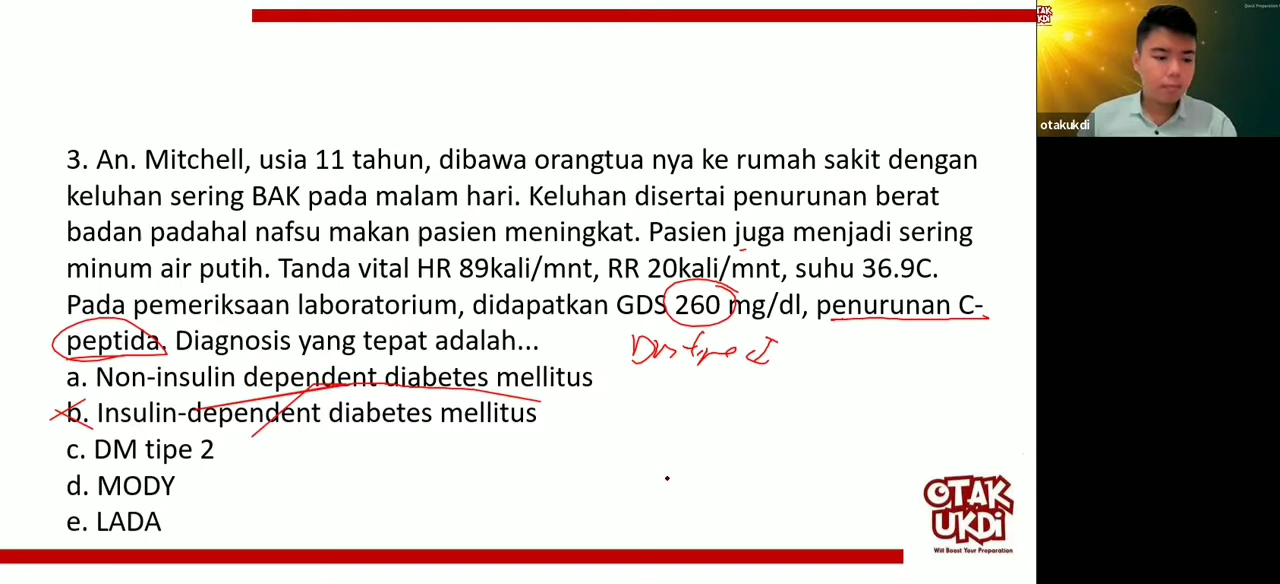 3. An. Mitchell, usia 11 tahun, dibawa orangtua nya ke rumah sakit dengan
keluhan sering BAK pada malam hari. Keluhan disertai penurunan berat
badan padahal nafsu makan pasien meningkat. Pasien juga menjadi sering
minum air putih. Tanda vital HR 89kali/mnt, RR 20kali/mnt, suhu 36.9C.
Pada pemeriksaan laboratorium, didapatkan GDS 260 mg/dl, penurunan C-
peptida. Diagnosis yang tepat adalah...
Dm tipe I
a. Non-insulin dependent diabetes mellitus
b. Insulin-dependent diabetes mellitus
c. DM tipe 2
d. MODY
e. LADA
OTAK
UKDi
Will Boost Your Preparation
OTAK
UKDi
otakukdi